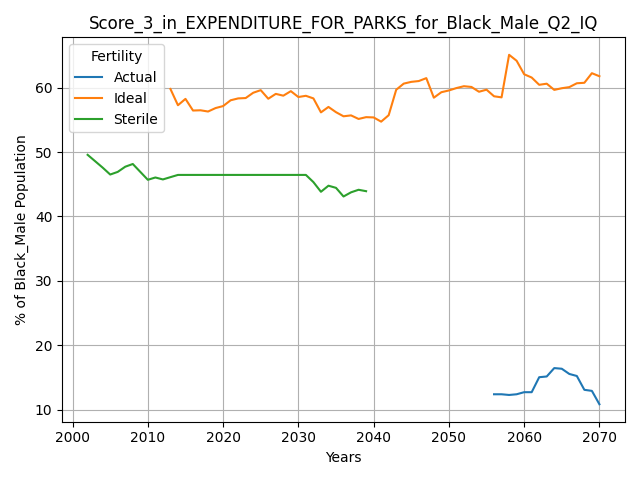 Score_3_in_EXPENDITURE_FOR_PARKS_for_Black_Male_Q2_IQ
Fertility
Actual
Ideal
Sterile
% of Black_Male Population
60
50
40
30
20
10
2000 2010 2020 2030 2040 2050 2060 2070
Years